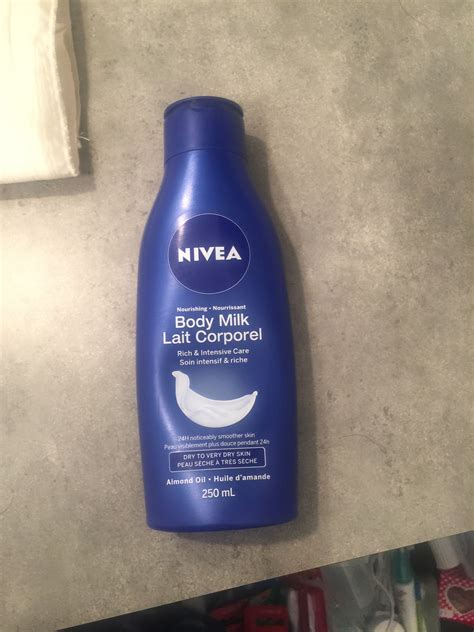 NIVEA
Nourishing • Nourrissant
Body Milk
Lait Corporel
Rich & Intensive Care
Soin intensif & riche
24H noticeably smoother skin
Peau visiblement plus douce pendant 24h
DRY TO VERY DRY SKIN
PEAU SÈCHE À TRÈS SÈCHE
Almond Oil • Huile d'amande
250 mL